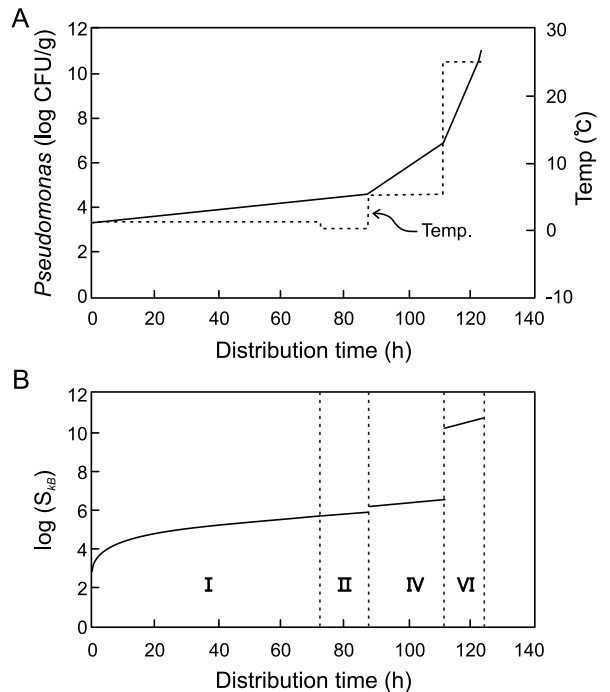 A
12
10
8
6
4
2
0
Pseudomonas (log CFU/g)
30
20
10
0
-10
Temp (℃)
Temp.
0 20 40 60 80 100 120 140
Distribution time (h)
B
12
10
8
6
4
2
0
log (SkB)
I II IV VI
0 20 40 60 80 100 120 140
Distribution time (h)